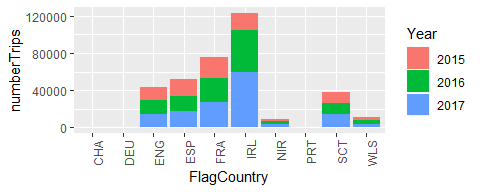 120000
80000
40000
0
numberTrips
CHA
DEU
ENG
ESP
FRA
IRL
NIR
PRT
SCT
WLS
FlagCountry
Year
2015
2016
2017